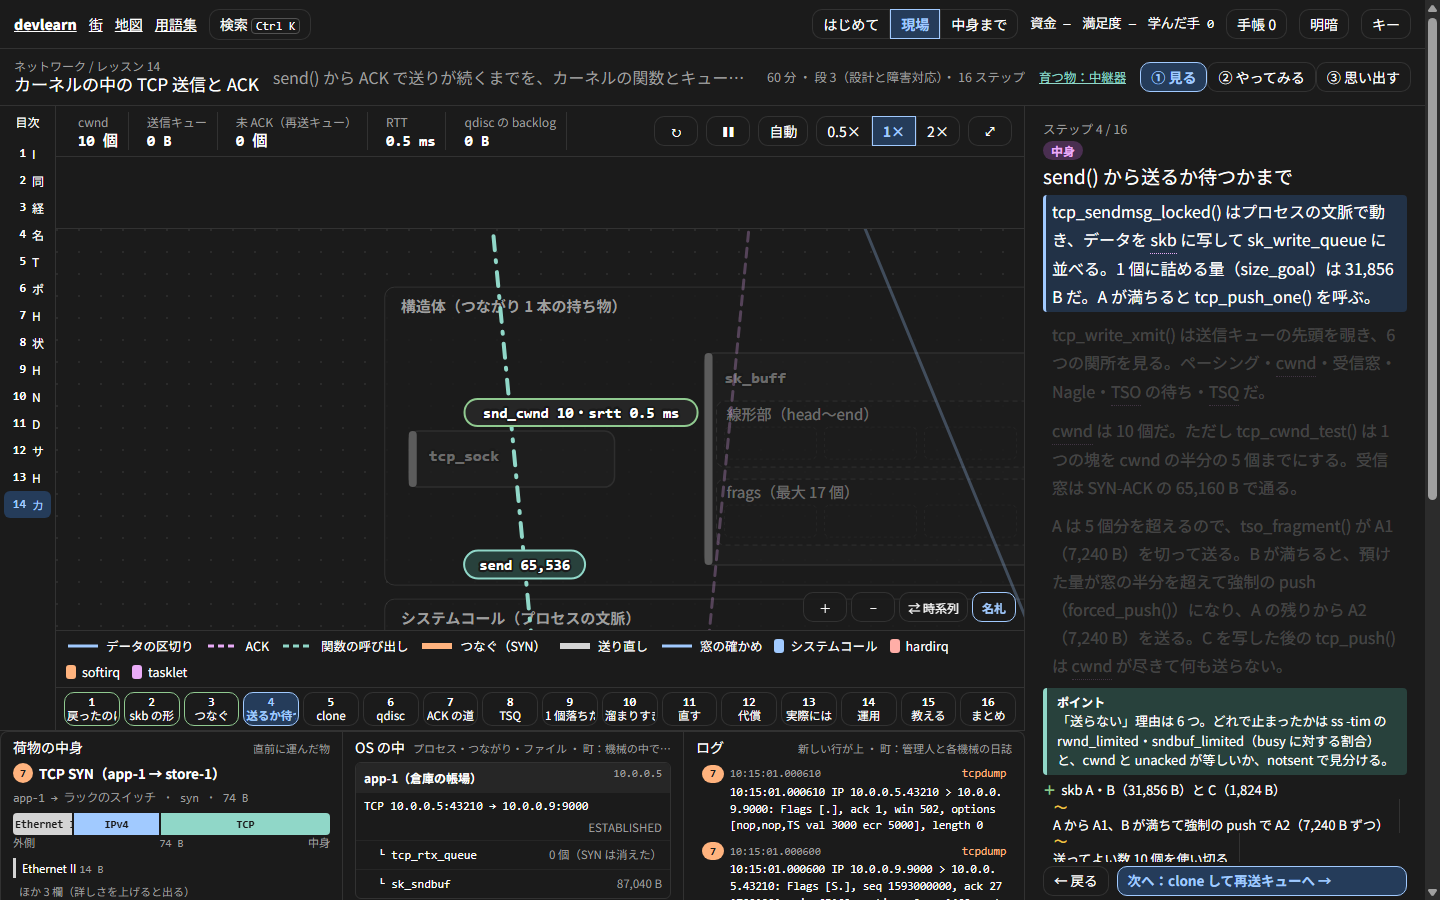 devlearn 街 地図 用語集 検索 Ctrl K はじめて 現場 中身まで 資金 — 満足度 — 学んだ手 0 手帳 0 明暗 キー
ネットワーク / レッスン 14
カーネルの中の TCP 送信と ACK send() から ACK で送りが続くまでを、カーネルの関数とキュー… 60 分 ・ 段 3（設計と障害対応）・ 16 ステップ 育つ物：中継器 ① 見る ② やってみる ③ 思い出す
目次
1 I
2 同
3 経
4 名
5 T
6 ポ
7 H
8 状
9 H
10 N
11 D
12 サ
13 H
14 カ
cwnd 送信キュー 未 ACK（再送キュー） RTT qdisc の backlog
10 個 0 B 0 個 0.5 ms 0 B
↻ 自動 0.5× 1× 2× ⤢
構造体（つながり 1 本の持ち物）
sk_buff
snd_cwnd 10・srtt 0.5 ms
線形部（head〜end）
tcp_sock
frags（最大 17 個）
send 65,536
システムコール（プロセスの文脈）
+ − ⇄ 時系列 名札
データの区切り ACK 関数の呼び出し つなぐ（SYN） 送り直し 窓の確かめ システムコール hardirq
softirq tasklet
1 2 3 4 5 6 7 8 9 10 11 12 13 14 15 16
skb の形 つなぐ clone qdisc ACK の道 TSQ 直す 代償 実際には 運用 教える まとめ
ステップ 4 / 16
中身
send() から送るか待つかまで
tcp_sendmsg_locked() はプロセスの文脈で動
き、データを skb に写して sk_write_queue に
並べる。1 個に詰める量（size_goal）は 31,856
B だ。A が満ちると tcp_push_one() を呼ぶ。
tcp_write_xmit() は送信キューの先頭を覗き、6
つの関所を見る。ペーシング・cwnd・受信窓・
Nagle・TSO の待ち・TSQ だ。
cwnd は 10 個だ。ただし tcp_cwnd_test() は 1
つの塊を cwnd の半分の 5 個までにする。受信
窓は SYN-ACK の 65,160 B で通る。
A は 5 個分を超えるので、tso_fragment() が A1
（7,240 B）を切って送る。B が満ちると、預け
た量が窓の半分を超えて強制の push
（forced_push()）になり、A の残りから A2
（7,240 B）を送る。C を写した後の tcp_push()
は cwnd が尽きて何も送らない。
ポイント
「送らない」理由は 6 つ。どれで止まったかは ss -tim の
rwnd_limited・sndbuf_limited（busy に対する割合）
と、cwnd と unacked が等しいか、notsent で見分ける。
+ skb A・B（31,856 B）と C（1,824 B）
〜
A から A1、B が満ちて強制の push で A2（7,240 B ずつ）
〜
送ってよい数 10 個を使い切る
← 戻る 次へ：clone して再送キューへ →
荷物の中身 直前に運んだ物
7 TCP SYN（app-1 → store-1）
app-1 → ラックのスイッチ ・ syn ・ 74 B
Ethernet IPv4 TCP
外側 74 B 中身
Ethernet II 14 B
ほか 3 欄（詳しさを上げると出る）
OS の中 プロセス・つながり・ファイル ・ 町：機械の中で…
app-1（倉庫の帳場） 10.0.0.5
TCP 10.0.0.5:43210 → 10.0.0.9:9000
ESTABLISHED
└ tcp_rtx_queue 0 個（SYN は消えた）
└ sk_sndbuf 87,040 B
ログ 新しい行が上 ・ 町：管理人と各機械の日誌
7 10:15:01.000610 tcpdump
10:15:01.000610 IP 10.0.0.5.43210 > 10.0.0.
9.9000: Flags [.], ack 1, win 502, options
[nop,nop,TS val 3000 ecr 5000], length 0
7 10:15:01.000600 tcpdump
10:15:01.000600 IP 10.0.0.9.9000 > 10.0.0.
5.43210: Flags [S.], seq 1593000000, ack 27